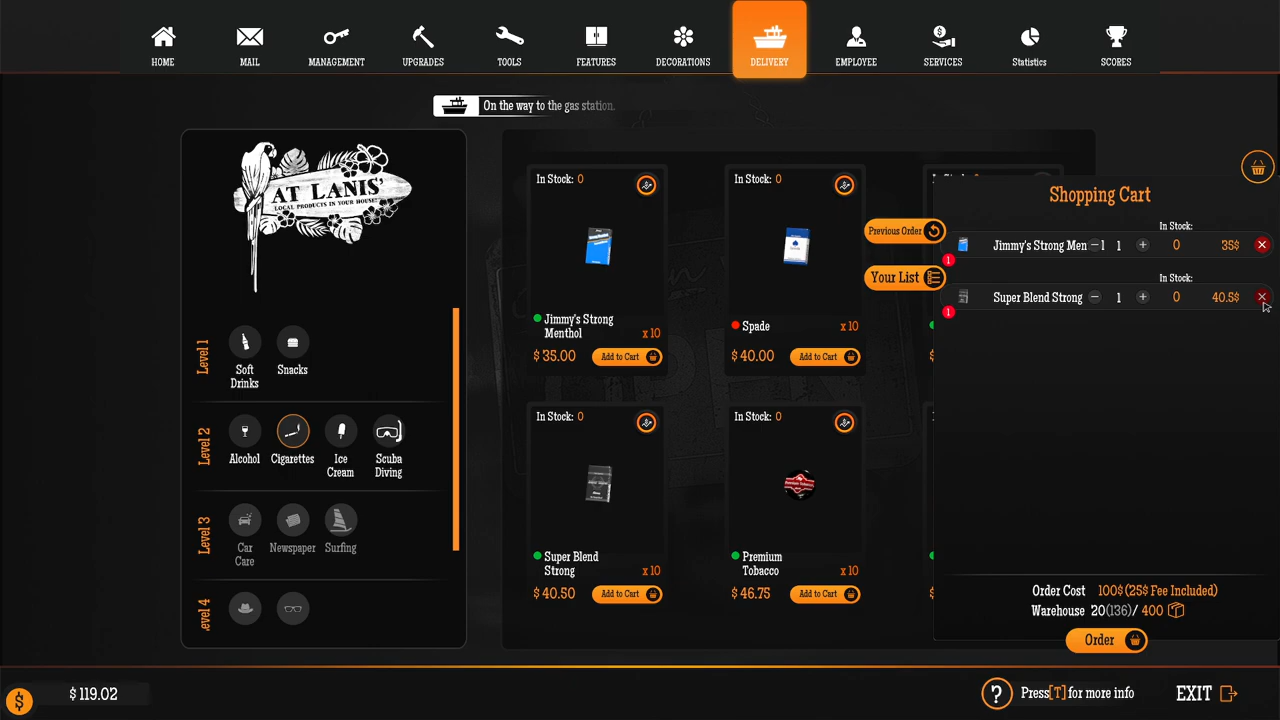 HOME
MAIL
MANAGEMENT
UPGRADES
TOOLS
FEATURES
DECORATIONS
DELIVERY
EMPLOYEE
SERVICES
Statistics
SCORES
On the way to the gas station.
AT LANIS'
LOCAL PRODUCTS IN YOUR HOUSE!
Level 1
Soft Drinks
Snacks
Level 2
Alcohol
Cigarettes
Ice Cream
Scuba Diving
Level 3
Car Care
Newspaper
Surfing
In Stock: 0
Jimmy's Strong
Menthol
x 10
$ 35.00
Add to Cart
In Stock: 0
Spade
x 10
$ 40.00
Add to Cart
In Stock: 0
Super Blend
Strong
x 10
$ 40.50
Add to Cart
In Stock: 0
Premium
Tobacco
x 10
$ 46.75
Add to Cart
Previous Order
Your List
Shopping Cart
In Stock:
Jimmy's Strong Men
1
0
35$
1
In Stock:
Super Blend Strong
1
0
40.5$
1
Order Cost 100$ (25$ Fee Included)
Warehouse 20(136)/ 400
Order
$ 119.02
? Press[T] for more info
EXIT